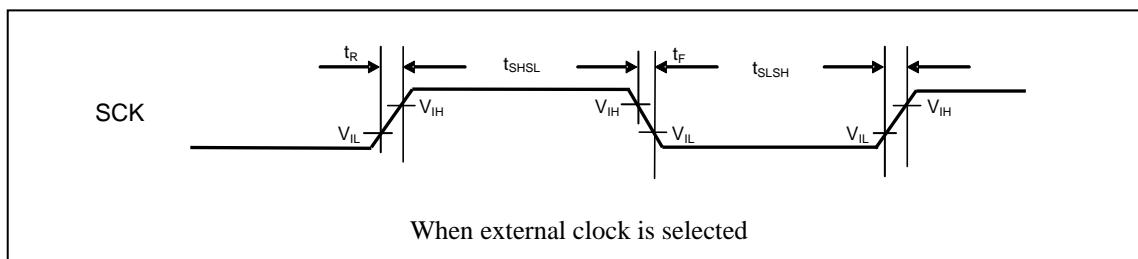 tR tSHSL tF tSLSH
SCK VIL VIH VIH VIL VIL VIH
When external clock is selected